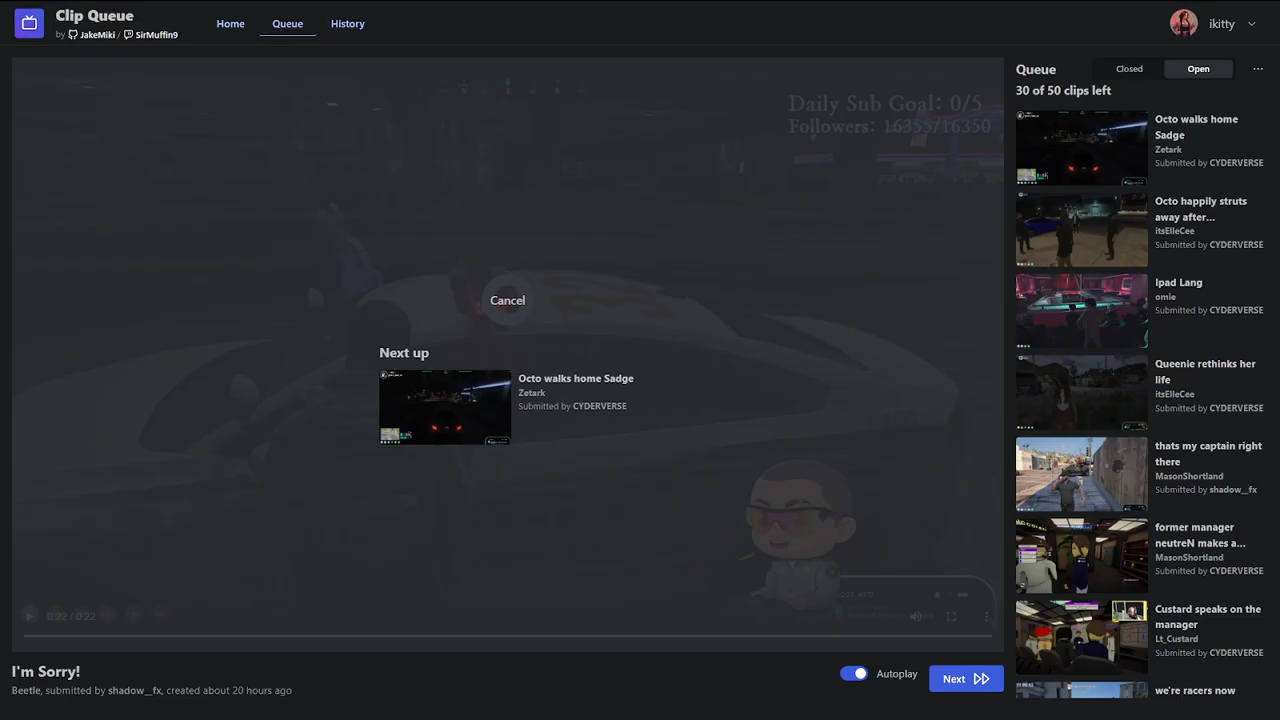 Clip Queue
by JakeMiki / SirMuffin9
Home
Queue
History
ikitty
Daily Sub Goal: 0/5
Followers: 16355/16350
Cancel
Next up
Octo walks home Sadge
Zetark
Submitted by CYDERVERSE
0:22 / 0:22
I'm Sorry!
Beetle, submitted by shadow__fx, created about 20 hours ago
Autoplay
Next
Queue
Closed
Open
30 of 50 clips left
Octo walks home
Sadge
Zetark
Submitted by CYDERVERSE
Octo happily struts
away after...
itsElleCee
Submitted by CYDERVERSE
Ipad Lang
omie
Submitted by CYDERVERSE
Queenie rethinks her
life
itsElleCee
Submitted by CYDERVERSE
thats my captain right
there
MasonShortland
Submitted by shadow__fx
former manager
neutreN makes a...
MasonShortland
Submitted by CYDERVERSE
Custard speaks on the
manager
Lt_Custard
Submitted by CYDERVERSE
we're racers now